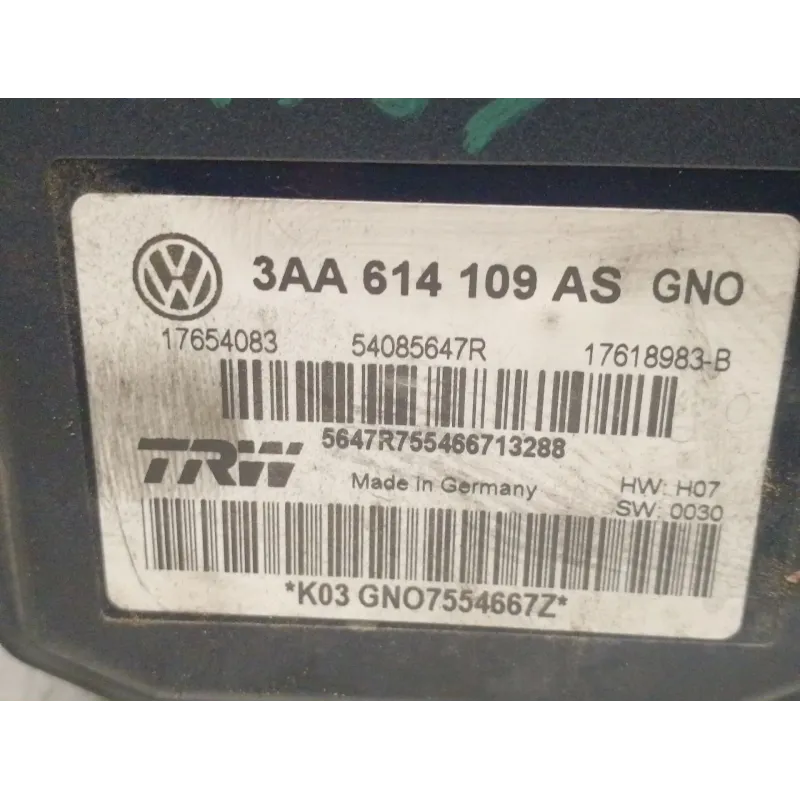 3AA 614 109 AS GNO
17654083 54085647R 17618983-B
5647R755466713288
TRW Made In Germany HW: H07
SW: 0030
*K03 GNO7554667Z*